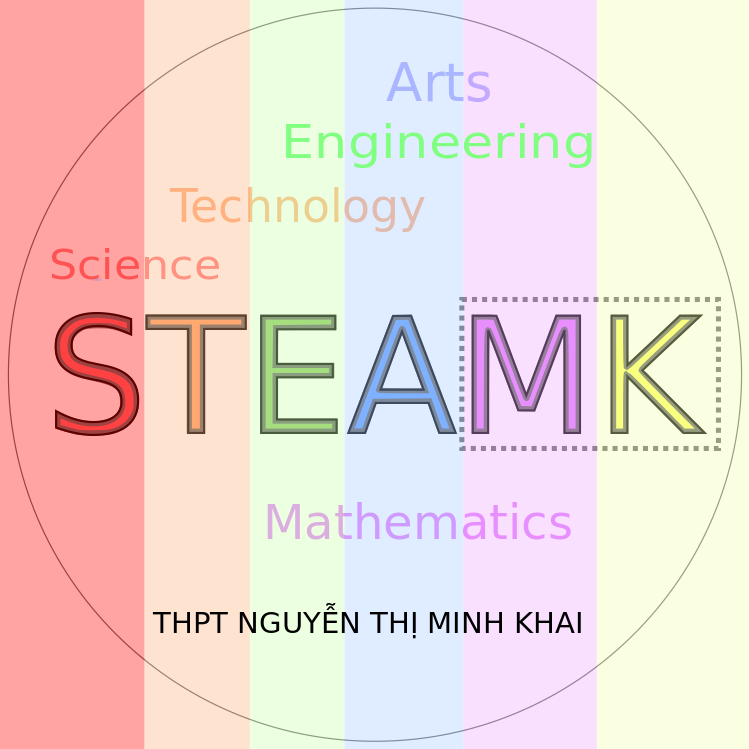 Arts
Engineering
Technology
Science
STEAMK
Mathematics
THPT NGUYỄN THỊ MINH KHAI